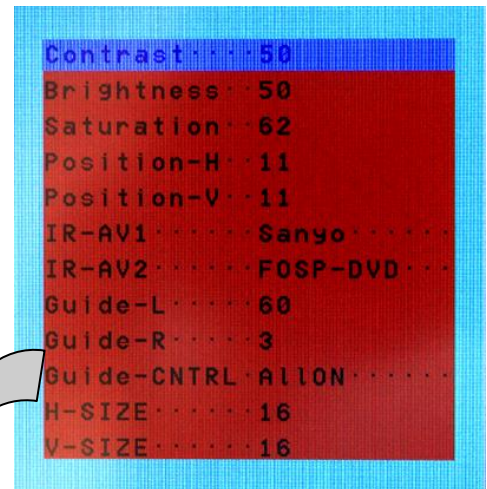 Contrast····50
Brightness··50
Saturation··62
Position-H··11
Position-V··11
IR-AV1······Sanyo······
IR-AV2······FOSP-DVD···
Guide-L·····60
Guide-R·····3
Guide-CNTRL·AllON······
H-SIZE······16
V-SIZE······16